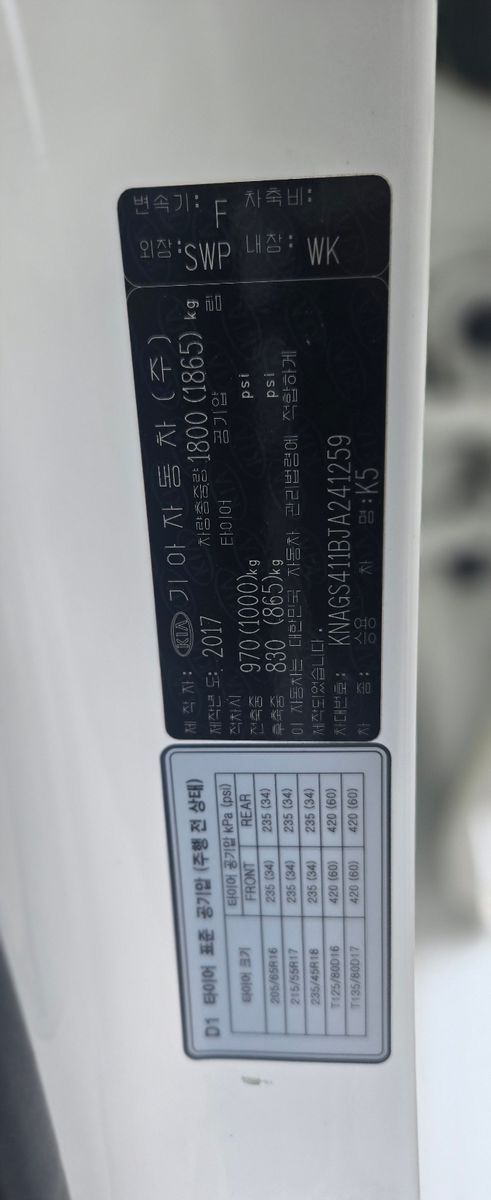 변속기: F 차축비:
외장: SWP 내장: WK
제 작 자: KIA 기 아 자 동 차 (주)
제작년 도: 2017 차량총중량 1800 (1865) kg
적차시 타이어 공기압
전축중 970 (1000) kg psi
후축중 830 (865) kg psi
이 자동차는 대한민국 자동차 관리법령에 적합하게
제작되었습니다.
차대번호: KNAGS411BJA241259
차 종: 승용 차 명: K5
D1 타이어 표준 공기압 (주행 전 상태)
타이어 크기 타이어 공기압 kPa (psi)
FRONT REAR
205/65R16 235 (34) 235 (34)
215/55R17 235 (34) 235 (34)
235/45R18 235 (34) 235 (34)
T125/80D16 420 (60) 420 (60)
T135/80D17 420 (60) 420 (60)